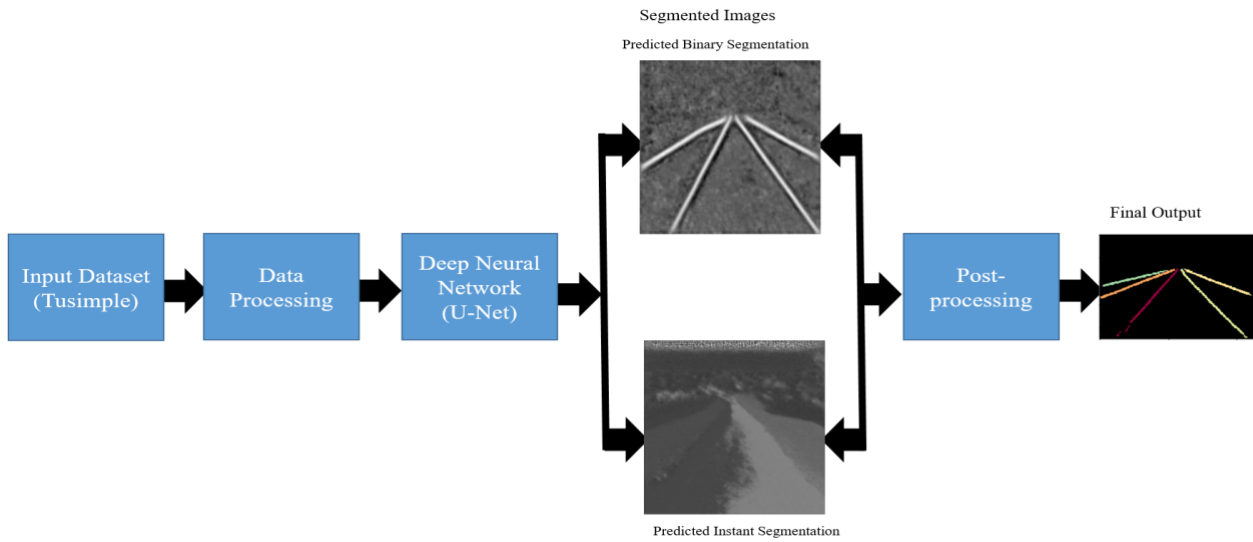 Segmented Images
Predicted Binary Segmentation
Input Dataset
(Tusimple)
Data
Processing
Deep Neural
Network
(U-Net)
Predicted Instant Segmentation
Post-
processing
Final Output